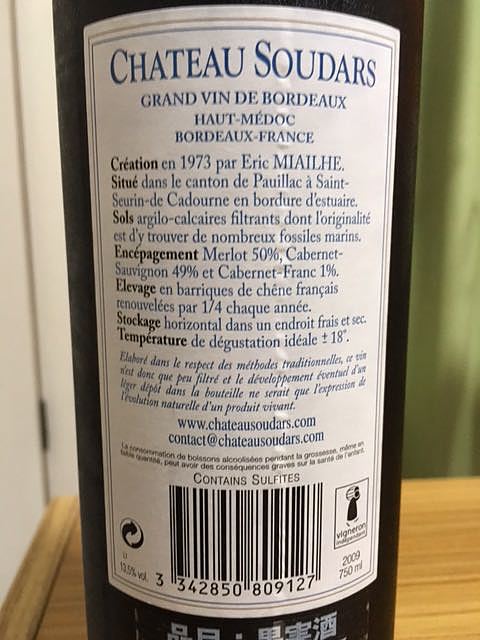 CHATEAU SOUDARS
GRAND VIN DE BORDEAUX
HAUT-MÉDOC
BORDEAUX-FRANCE
Création en 1973 par Eric MIAILHE.
Situé dans le canton de Pauillac à Saint-
Seurin-de Cadourne en bordure d'estuaire.
Sols argilo-calcaires filtrants dont l'originalité
est d'y trouver de nombreux fossiles marins.
Encépagement Merlot 50%, Cabernet-
Sauvignon 49% et Cabernet-Franc 1%.
Elevage en barriques de chêne français
renouvelées par 1/4 chaque année.
Stockage horizontal dans un endroit frais et sec.
Température de dégustation idéale ± 18°.
Elaboré dans le respect des méthodes traditionnelles, ce vin
n'est donc que peu filtré et le développement éventuel d'un
léger dépôt dans la bouteille ne serait que l'expression de
l'évolution naturelle d'un produit vivant.
www.chateausoudars.com
contact@chateausoudars.com
La consommation de boissons alcoolisées pendant la grossesse, même en
faible quantité, peut avoir des conséquences graves sur la santé de l'enfant.
CONTAINS SULFITES
vigneron
indépendant
LI
13,5% vol.
3 342850 809127
2009
750 ml
品目：果実酒